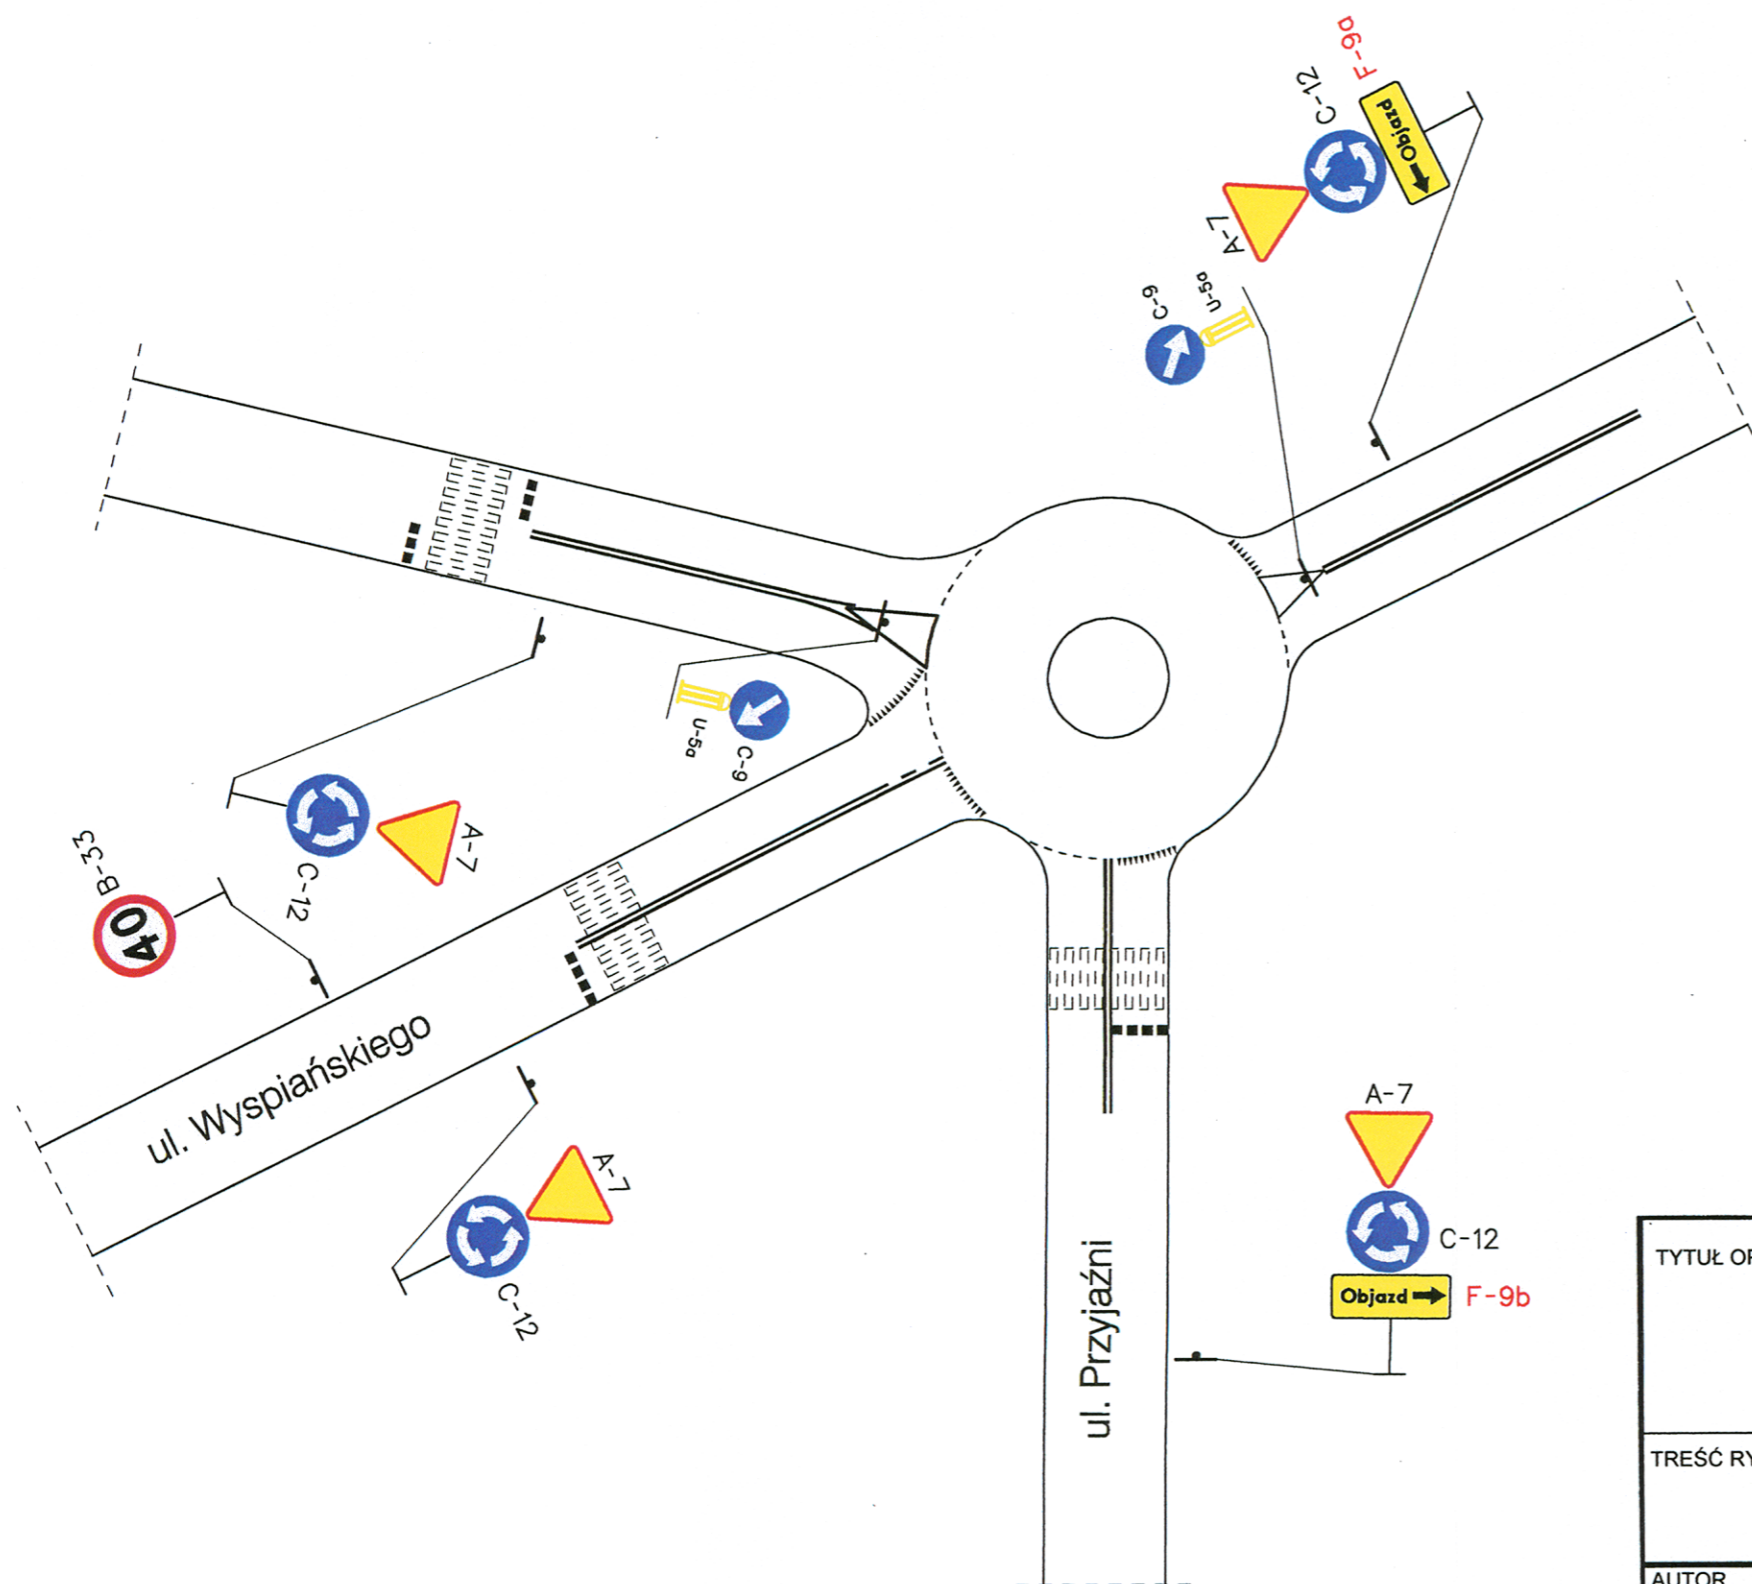 F-9a
C-12
Objazd
A-7
U-5a
C-9
U-5a
C-9
B-33
40
A-7
C-12
ul. Wyspiańskiego
A-7
C-12
A-7
C-12
Objazd
F-9b
ul. Przyjaźni
TYTUŁ OP
TREŚĆ RY
AUTOR